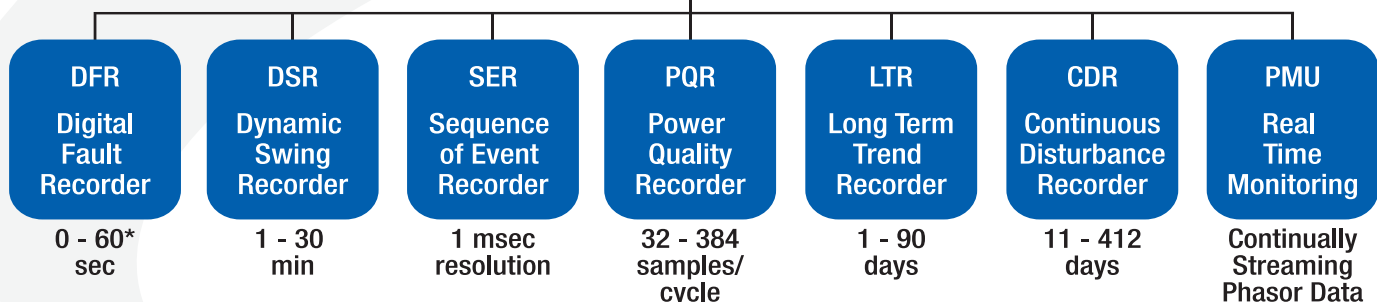 DFR
Digital
Fault
Recorder
0 - 60*
sec
DSR
Dynamic
Swing
Recorder
1 - 30
min
SER
Sequence
of Event
Recorder
1 msec
resolution
PQR
Power
Quality
Recorder
32 - 384
samples/
cycle
LTR
Long Term
Trend
Recorder
1 - 90
days
CDR
Continuous
Disturbance
Recorder
11 - 412
days
PMU
Real
Time
Monitoring
Continually
Streaming
Phasor Data